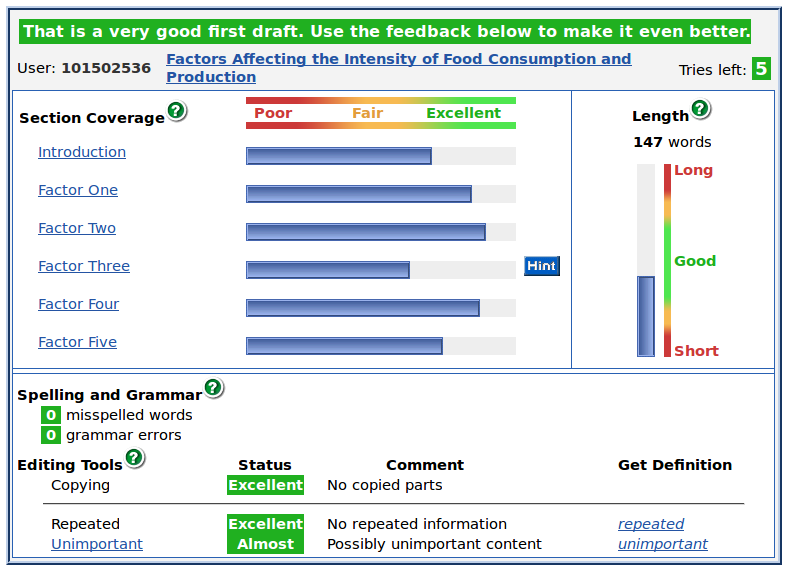 That is a very good first draft. Use the feedback below to make it even better.
User: 101502536
Factors Affecting the Intensity of Food Consumption and
Production
Tries left: 5
Section Coverage ?
Poor Fair Excellent
Length ?
147 words
Introduction
Long
Factor One
Factor Two
Factor Three
Hint
Good
Factor Four
Factor Five
Short
Spelling and Grammar ?
0 misspelled words
0 grammar errors
Editing Tools ? Status Comment Get Definition
Copying Excellent No copied parts
Repeated Excellent No repeated information repeated
Unimportant Almost Possibly unimportant content unimportant